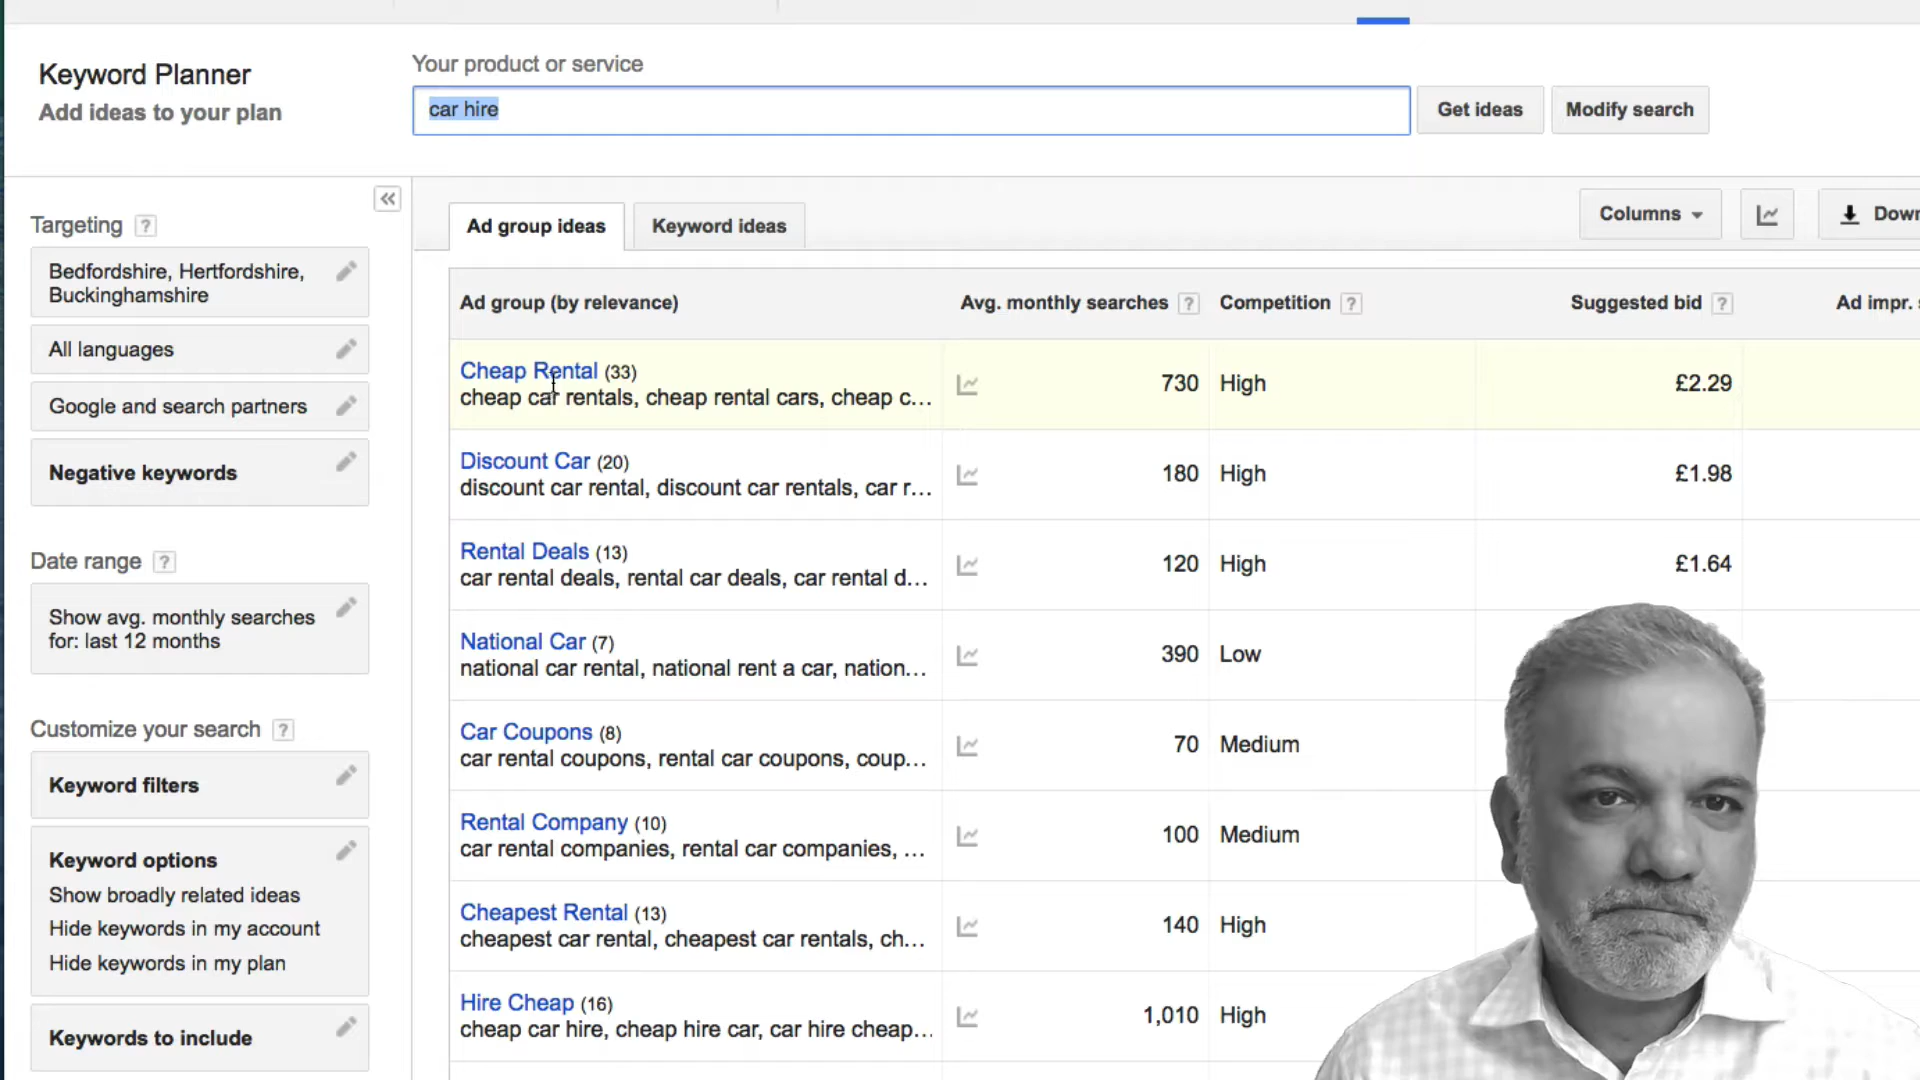 Keyword Planner
Add ideas to your plan
Your product or service
car hire
Get ideas
Modify search
Targeting ?
Bedfordshire, Hertfordshire,
Buckinghamshire
All languages
Google and search partners
Negative keywords
Date range ?
Show avg. monthly searches
for: last 12 months
Customize your search ?
Keyword filters
Keyword options
Show broadly related ideas
Hide keywords in my account
Hide keywords in my plan
Keywords to include
Ad group ideas
Keyword ideas
Columns
Down
Ad group (by relevance)
Avg. monthly searches ?
Competition ?
Suggested bid ?
Ad impr.
Cheap Rental (33)
cheap car rentals, cheap rental cars, cheap c...
730
High
£2.29
Discount Car (20)
discount car rental, discount car rentals, car r...
180
High
£1.98
Rental Deals (13)
car rental deals, rental car deals, car rental d...
120
High
£1.64
National Car (7)
national car rental, national rent a car, nation...
390
Low
Car Coupons (8)
car rental coupons, rental car coupons, coup...
70
Medium
Rental Company (10)
car rental companies, rental car companies, ...
100
Medium
Cheapest Rental (13)
cheapest car rental, cheapest car rentals, ch...
140
High
Hire Cheap (16)
cheap car hire, cheap hire car, car hire cheap...
1,010
High